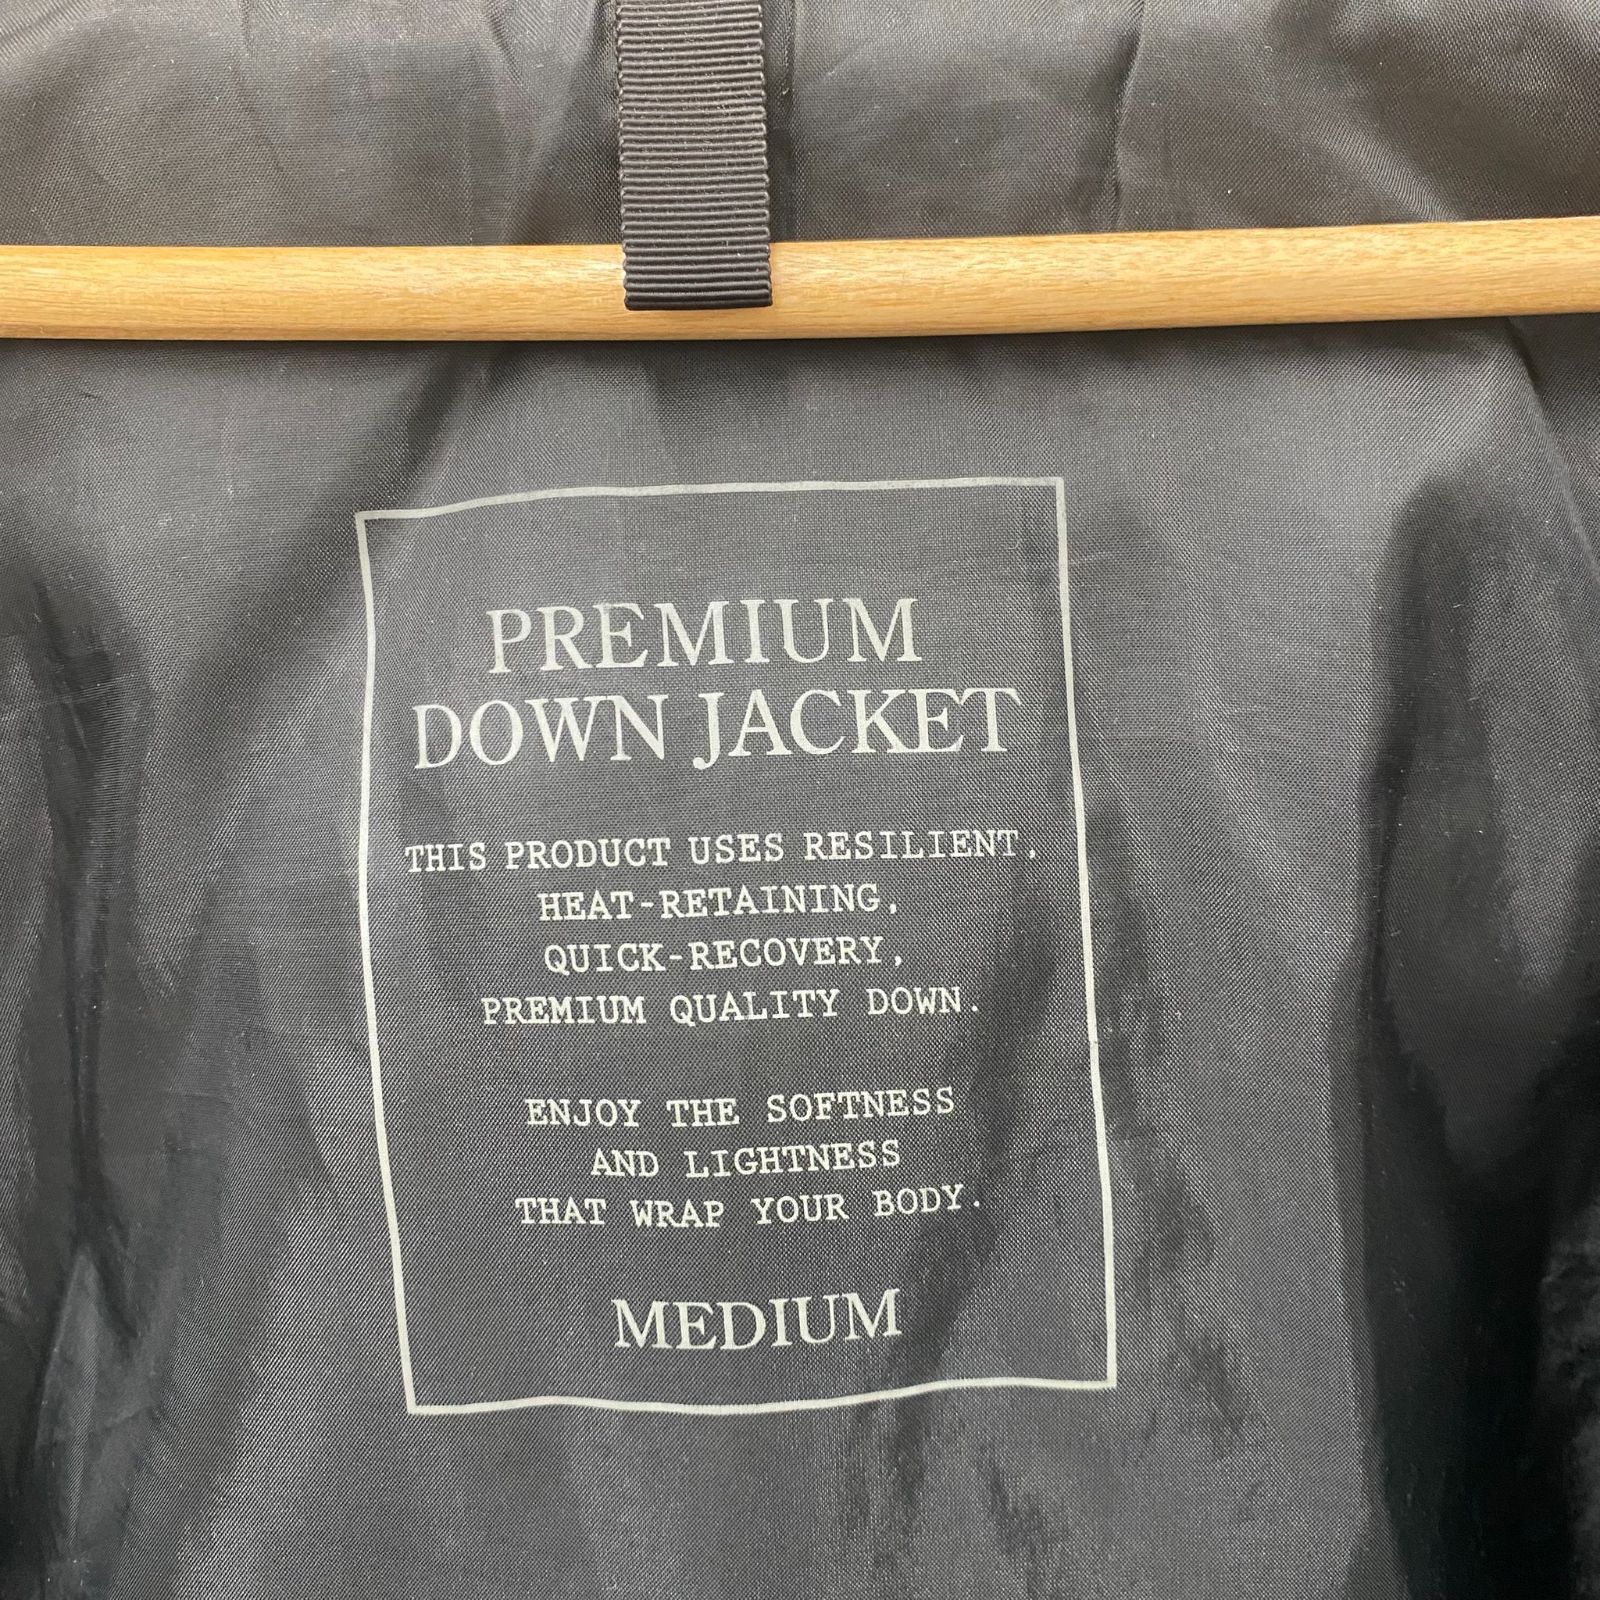 PREMIUM
DOWN JACKET
THIS PRODUCT USES RESILIENT,
HEAT-RETAINING,
QUICK-RECOVERY,
PREMIUM QUALITY DOWN.
ENJOY THE SOFTNESS
AND LIGHTNESS
THAT WRAP YOUR BODY.
MEDIUM